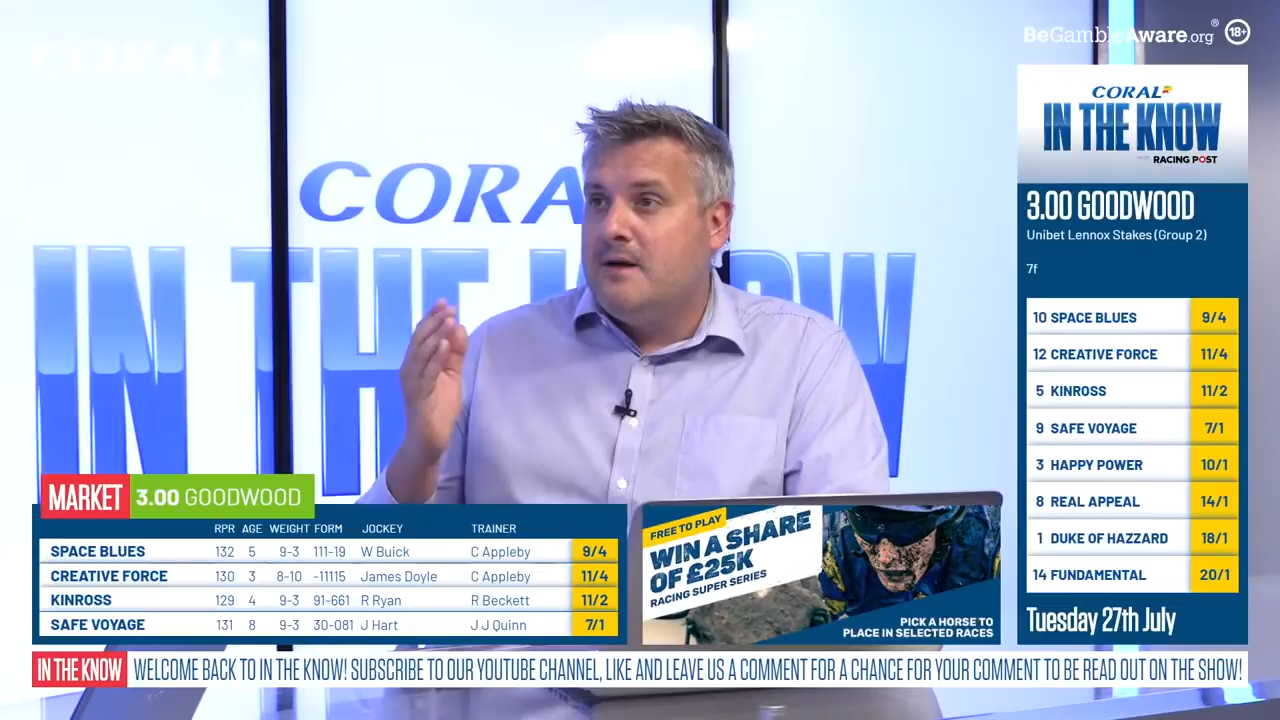 CORAL
BeGambleAware.org® 18+
CORAL
IN THE KNOW
WITH RACING POST
3.00 GOODWOOD
Unibet Lennox Stakes (Group 2)
7f
10 SPACE BLUES 9/4
12 CREATIVE FORCE 11/4
5 KINROSS 11/2
9 SAFE VOYAGE 7/1
3 HAPPY POWER 10/1
8 REAL APPEAL 14/1
1 DUKE OF HAZZARD 18/1
14 FUNDAMENTAL 20/1
Tuesday 27th July
CORA
IN THE KNOW
MARKET 3.00 GOODWOOD
RPR AGE WEIGHT FORM JOCKEY TRAINER
SPACE BLUES 132 5 9-3 111-19 W Buick C Appleby 9/4
CREATIVE FORCE 130 3 8-10 -11115 James Doyle C Appleby 11/4
KINROSS 129 4 9-3 91-661 R Ryan R Beckett 11/2
SAFE VOYAGE 131 8 9-3 30-081 J Hart J J Quinn 7/1
FREE TO PLAY
WIN A SHARE
OF £25K
RACING SUPER SERIES
PICK A HORSE TO
PLACE IN SELECTED RACES
IN THE KNOW WELCOME BACK TO IN THE KNOW! SUBSCRIBE TO OUR YOUTUBE CHANNEL, LIKE AND LEAVE US A COMMENT FOR A CHANCE FOR YOUR COMMENT TO BE READ OUT ON THE SHOW!